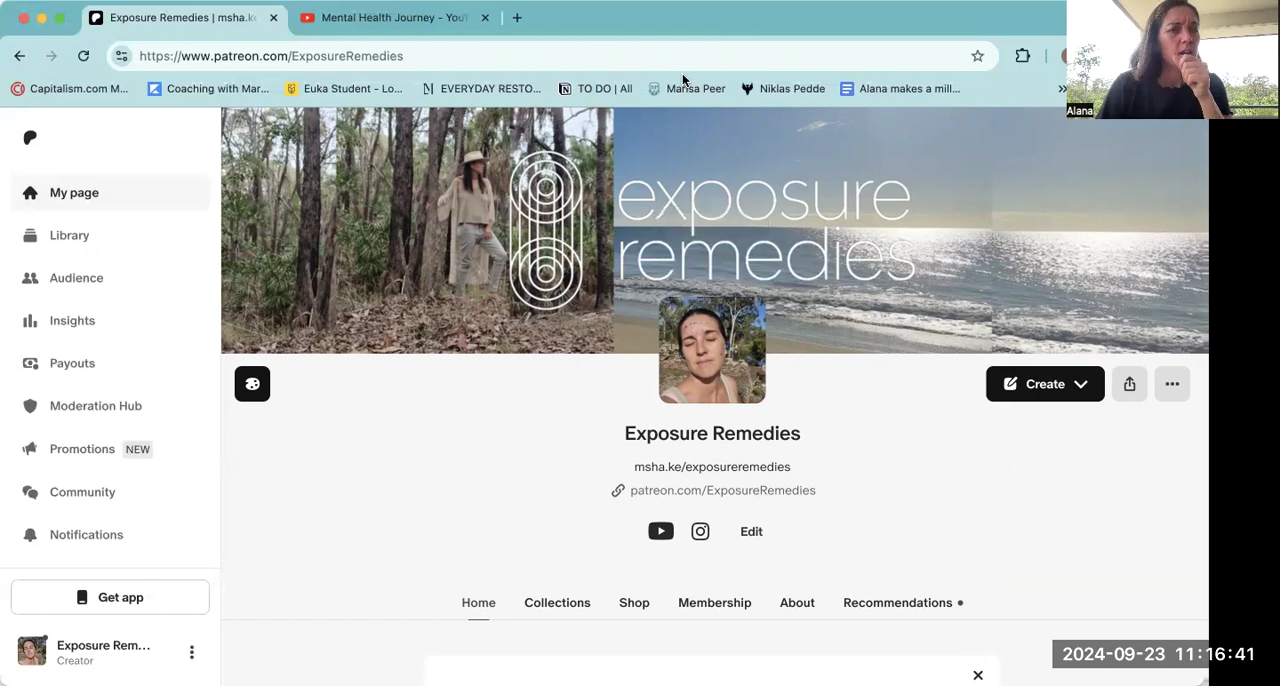 Exposure Remedies | msha.ke
Mental Health Journey - YouT
https://www.patreon.com/ExposureRemedies
Capitalism.com M...
Coaching with Mar...
Euka Student - Lo...
EVERYDAY RESTO...
TO DO | All
Marisa Peer
Niklas Pedde
Alana makes a mill...
»
Alana
My page
Library
Audience
Insights
Payouts
Moderation Hub
Promotions NEW
Community
Notifications
Get app
Exposure Rem...
Creator
exposure
remedies
Create
Exposure Remedies
msha.ke/exposureremedies
patreon.com/ExposureRemedies
Edit
Home
Collections
Shop
Membership
About
Recommendations
2024-09-23 11:16:41